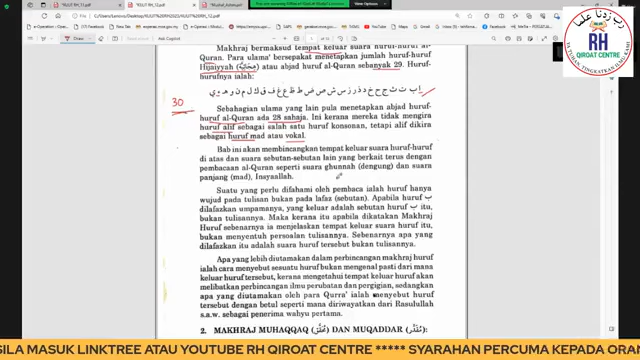 Makhraj bermaksud tempat keluar suara huruf-huruf al-
Quran. Para ulama' bersepakat menetapkan jumlah huruf-huruf
Hijaiyyah (هِجَائِيَّة) atau abjad huruf al-Quran sebanyak 29. Huruf-
hurufnya ialah:
ا ب ت ث ج ح خ د ذ ر ز س ش ص ض ط ظ ع غ ف ق ك ل م ن و هـ ء ي
30
Sebahagian ulama yang lain pula menetapkan abjad huruf-
huruf al-Quran ada 28 sahaja. Ini kerana mereka tidak mengira
huruf alif sebagai salah satu huruf konsonan, tetapi alif dikira
sebagai huruf mad atau vokal.
Bab ini akan membincangkan tempat keluar suara huruf-huruf
di atas dan suara sebutan-sebutan lain yang berkait terus dengan
pembacaan al-Quran seperti suara ghunnah (dengung) dan suara
panjang (mad), Insyaallah.
Suatu yang perlu difahami oleh pembaca ialah huruf hanya
wujud pada tulisan bukan pada lafaz (sebutan). Apabila huruf ب
dilafazkan umpamanya, yang keluar adalah sebutan huruf ب itu,
bukan tulisannya. Maka kerana itu apabila dikatakan Makhraj
Huruf sebenarnya ia menjelaskan tempat keluar suara huruf itu,
bukan menyentuh persoalan tulisannya. Sebenarnya apa yang
dilafazkan itu adalah suara huruf tersebut bukan tulisannya.
Apa yang lebih diutamakan dalam perbincangan makhraj huruf
ialah cara menyebut sesuatu huruf bukan mengenal pasti dari mana
keluar huruf tersebut, kerana mengetahui tempat keluar huruf akan
melibatkan perbincangan ilmu perubatan dan pergigian, sedangkan
apa yang diutamakan oleh para Qurra' ialah menyebut huruf
tersebut dengan betul seperti mana diriwayatkan dari Rasulullah
s.a.w. sebagai penerima wahyu pertama.
2. MAKHRAJ MUHAQQAQ (مُحَقَّق) DAN MUQADDAR (مُقَدَّر):
رب زدنا علما
RH
QIROAT CENTRE
SILA MASUK LINKTREE ATAU YOUTUBE RH QIROAT CENTRE ***** SYARAHAN PERCUMA KEPADA ORAN